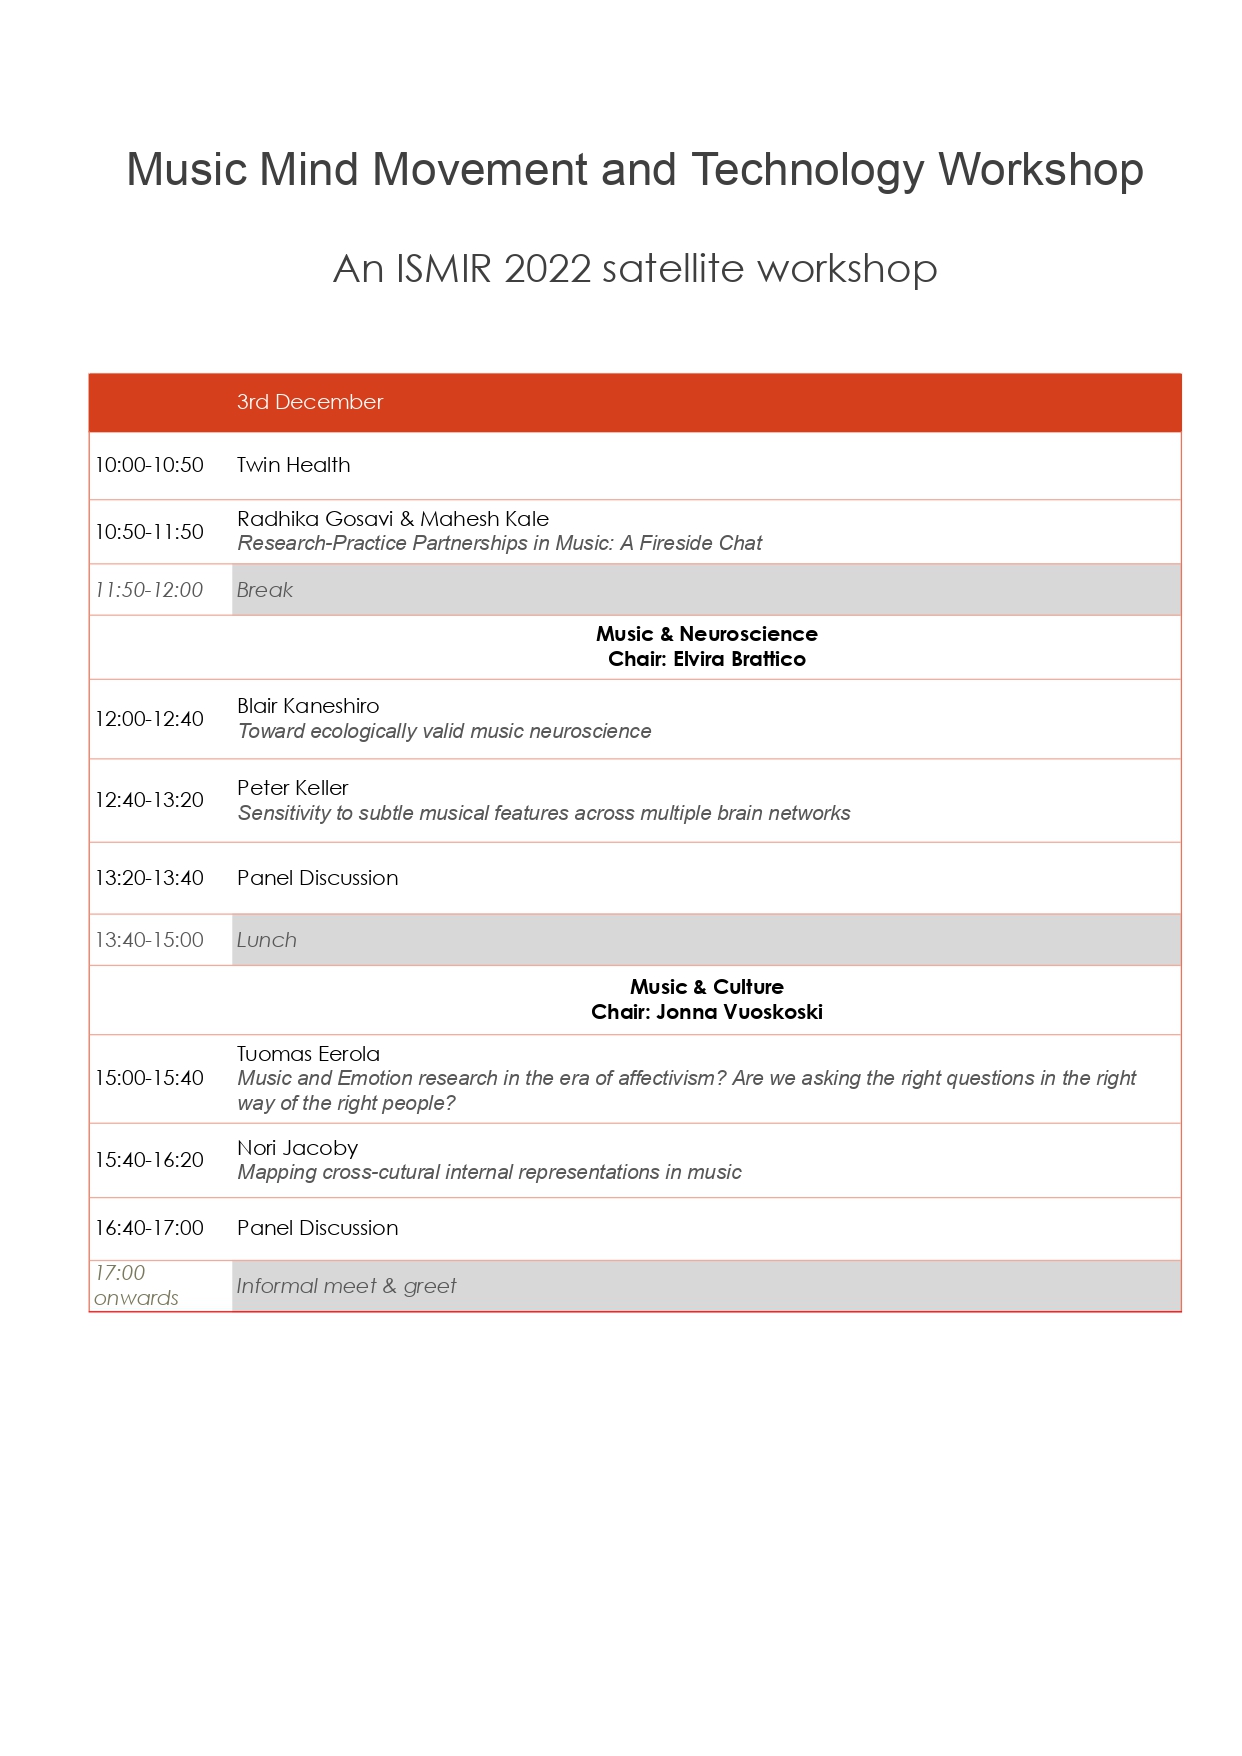 Music Mind Movement and Technology Workshop
An ISMIR 2022 satellite workshop
3rd December
10:00-10:50 Twin Health
10:50-11:50 Radhika Gosavi & Mahesh Kale
Research-Practice Partnerships in Music: A Fireside Chat
11:50-12:00 Break
Music & Neuroscience
Chair: Elvira Brattico
12:00-12:40 Blair Kaneshiro
Toward ecologically valid music neuroscience
12:40-13:20 Peter Keller
Sensitivity to subtle musical features across multiple brain networks
13:20-13:40 Panel Discussion
13:40-15:00 Lunch
Music & Culture
Chair: Jonna Vuoskoski
15:00-15:40 Tuomas Eerola
Music and Emotion research in the era of affectivism? Are we asking the right questions in the right
way of the right people?
15:40-16:20 Nori Jacoby
Mapping cross-cutural internal representations in music
16:40-17:00 Panel Discussion
17:00
onwards
Informal meet & greet